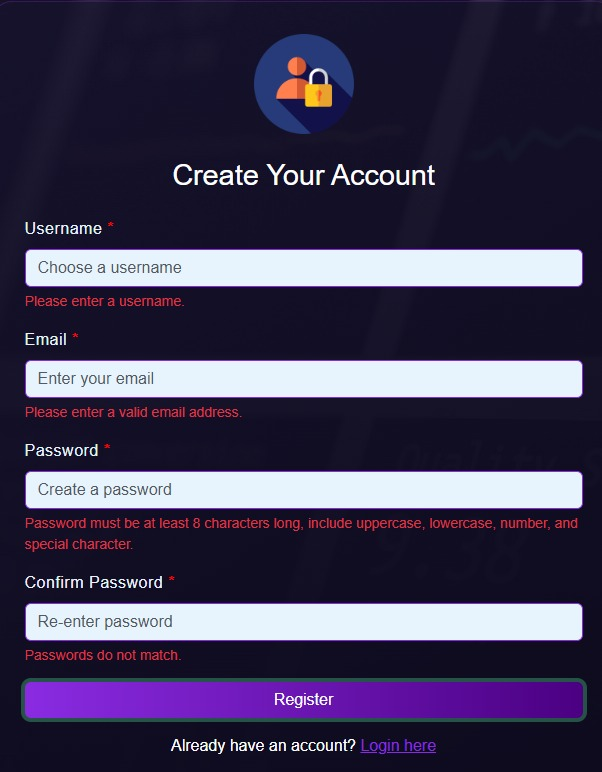 Create Your Account
Username *
Choose a username
Please enter a username.
Email *
Enter your email
Please enter a valid email address.
Password *
Create a password
Password must be at least 8 characters long, include uppercase, lowercase, number, and
special character.
Confirm Password *
Re-enter password
Passwords do not match.
Register
Already have an account? Login here